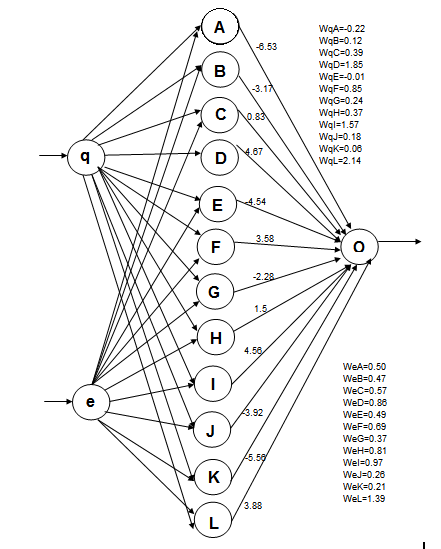 A
-6.53
WqA=-0.22
WqB=0.12
WqC=0.39
WqD=1.85
WqE=-0.01
WqF=0.85
WqG=0.24
WqH=0.37
WqI=1.57
WqJ=0.18
WqK=0.06
WqL=2.14
B
-3.17
C
0.83
q
D
4.67
E
-4.54
F
3.58
O
G
-2.28
H
1.5
I
4.56
e
J
-3.92
K
-5.56
L
3.88
WeA=0.50
WeB=0.47
WeC=0.57
WeD=0.86
WeE=0.49
WeF=0.69
WeG=0.37
WeH=0.81
WeI=0.97
WeJ=0.26
WeK=0.21
WeL=1.39